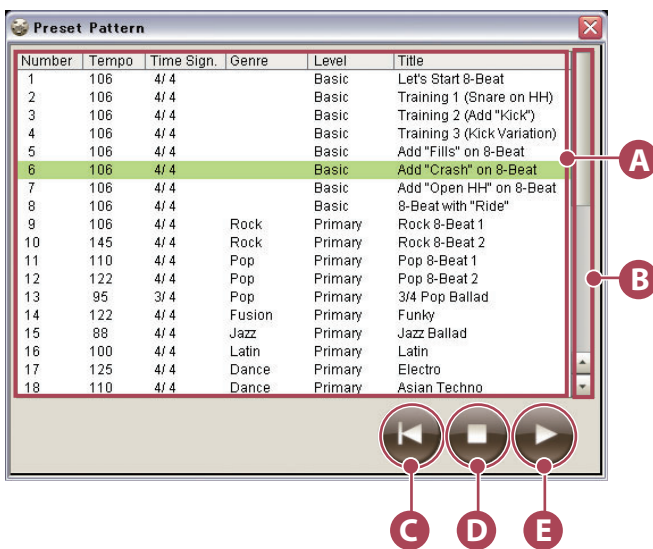 Preset Pattern
Number Tempo Time Sign. Genre Level Title
1 106 4/ 4 Basic Let's Start 8-Beat
2 106 4/ 4 Basic Training 1 (Snare on HH)
3 106 4/ 4 Basic Training 2 (Add "Kick")
4 106 4/ 4 Basic Training 3 (Kick Variation)
5 106 4/ 4 Basic Add "Fills" on 8-Beat
6 106 4/ 4 Basic Add "Crash" on 8-Beat
7 106 4/ 4 Basic Add "Open HH" on 8-Beat
8 106 4/ 4 Basic 8-Beat with "Ride"
9 106 4/ 4 Rock Primary Rock 8-Beat 1
10 145 4/ 4 Rock Primary Rock 8-Beat 2
11 110 4/ 4 Pop Primary Pop 8-Beat 1
12 122 4/ 4 Pop Primary Pop 8-Beat 2
13 95 3/ 4 Pop Primary 3/4 Pop Ballad
14 122 4/ 4 Fusion Primary Funky
15 88 4/ 4 Jazz Primary Jazz Ballad
16 100 4/ 4 Latin Primary Latin
17 125 4/ 4 Dance Primary Electro
18 110 4/ 4 Dance Primary Asian Techno
A
B
C D E